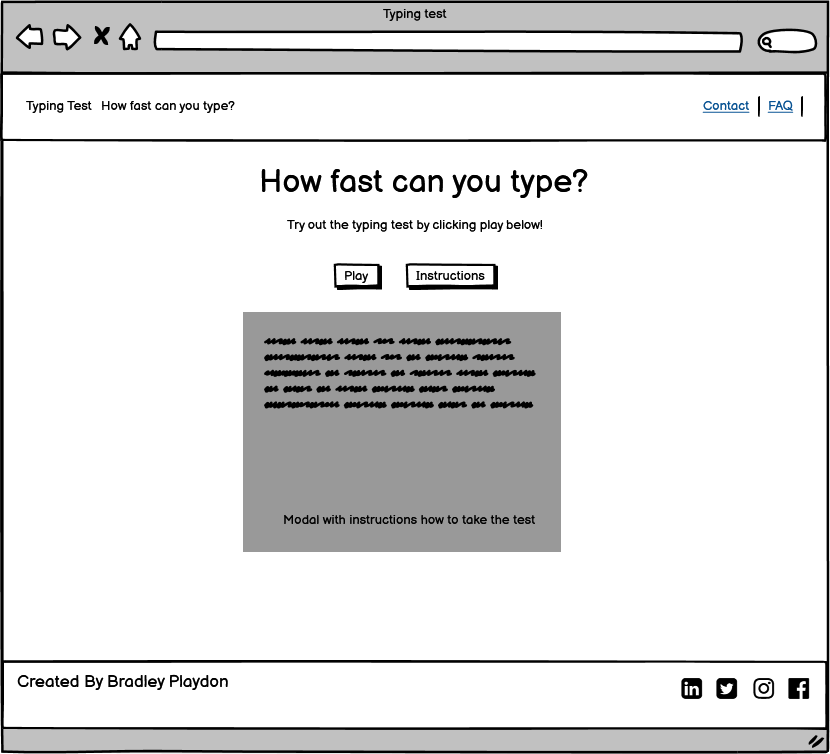 Typing test
Typing Test How fast can you type? Contact FAQ
How fast can you type?
Try out the typing test by clicking play below!
Play Instructions
Modal with instructions how to take the test
Created By Bradley Playdon